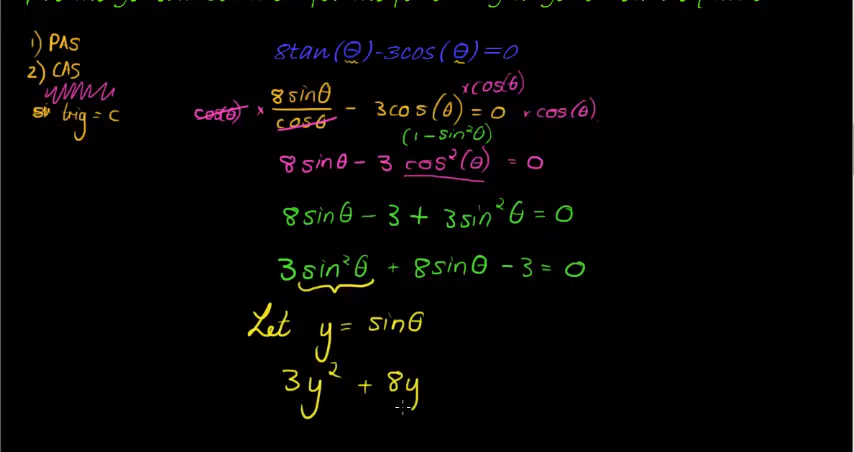 1) PAS
2) CAS
trig = c
8tan(θ)-3cos(θ)=0
×cos(θ)
cos(θ) × 8sinθ/cosθ - 3cos(θ) = 0 × cos(θ)
(1-sin²θ)
8sinθ - 3 cos²(θ) = 0
8sinθ - 3 + 3sin²θ = 0
3sin²θ + 8sinθ - 3 = 0
Let y = sinθ
3y² + 8y